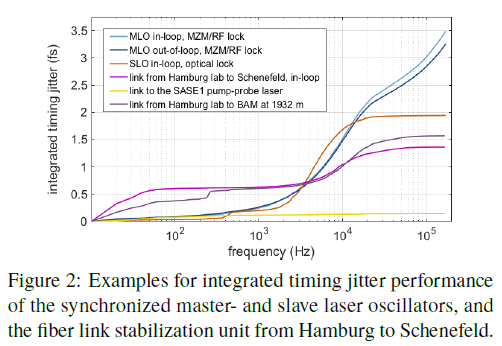 3.5
3
2.5
2
1.5
1
0.5
0
integrated timing jitter (fs)
MLO in-loop, MZM/RF lock
MLO out-of-loop, MZM/RF lock
SLO in-loop, optical lock
link from Hamburg lab to Schenefeld, in-loop
link to the SASE1 pump-probe laser
link from Hamburg lab to BAM at 1932 m
10² 10³ 10⁴ 10⁵
frequency (Hz)
Figure 2: Examples for integrated timing jitter performance
of the synchronized master- and slave laser oscillators, and
the fiber link stabilization unit from Hamburg to Schenefeld.